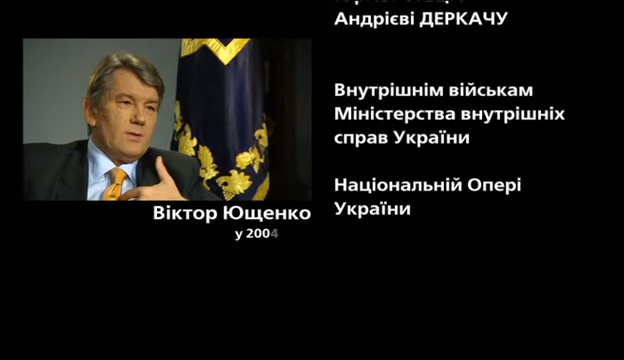 Андрієві ДЕРКАЧУ
Внутрішнім військам
Міністерства внутрішніх
справ України
Національній Опері
України
Віктор Ющенко
у 2004